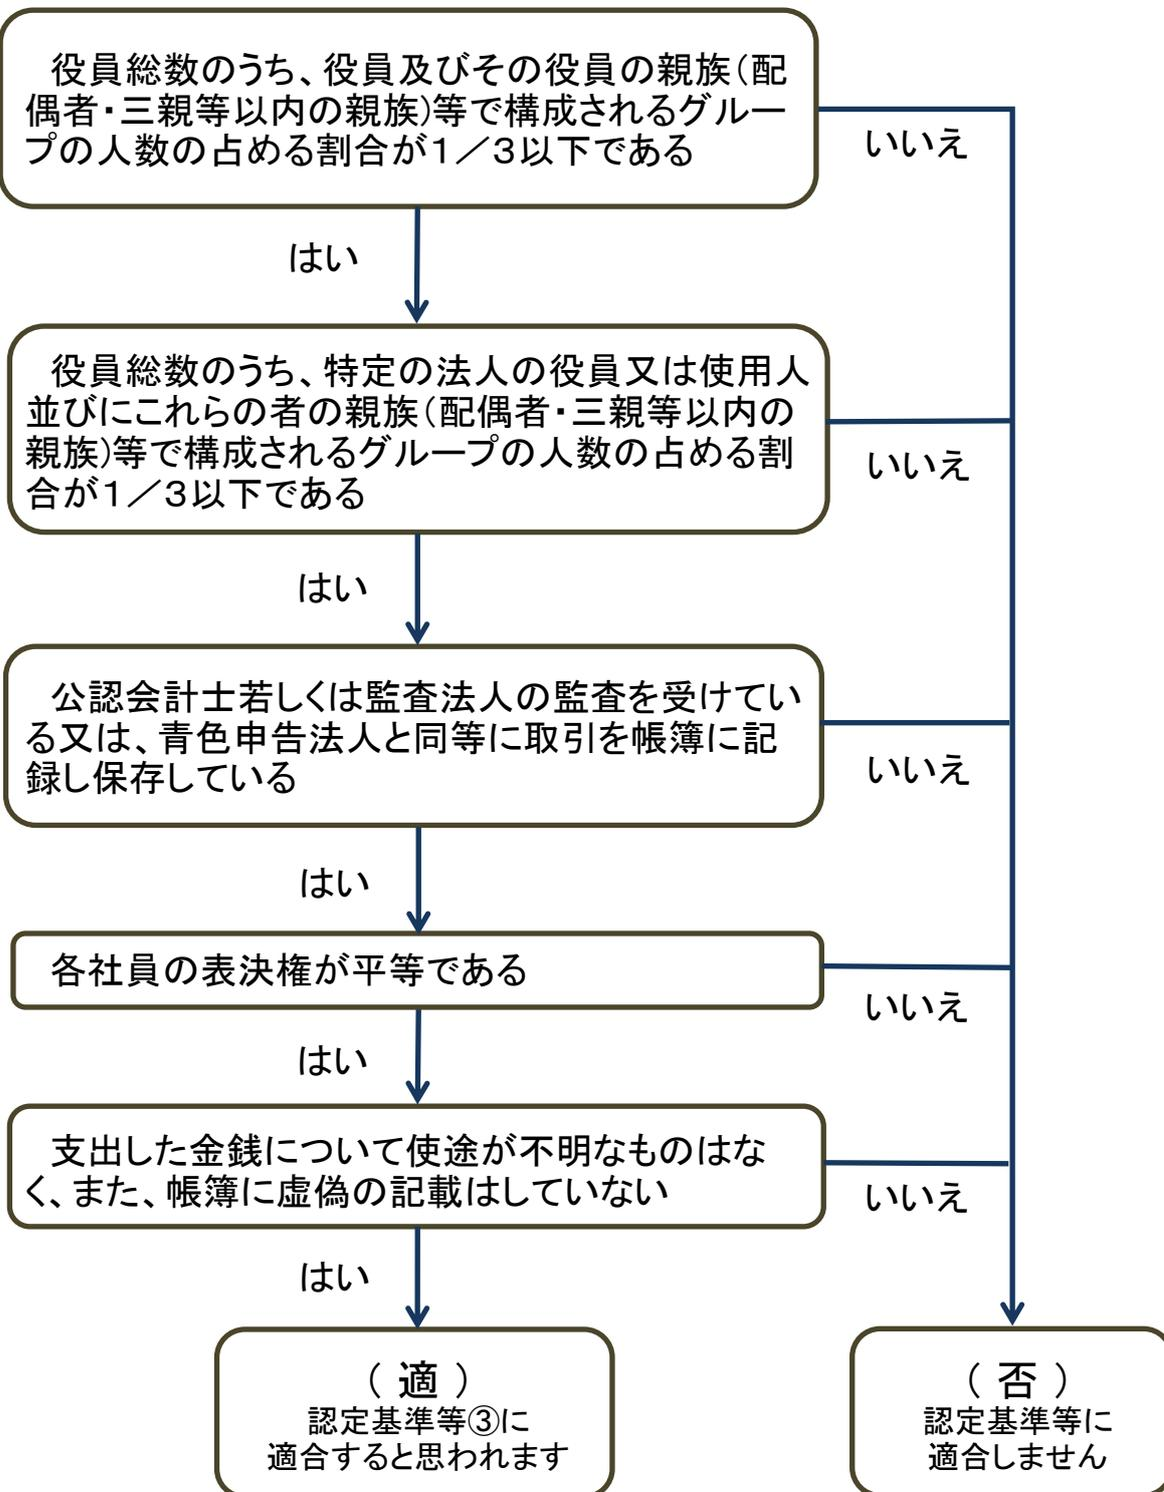 役員総数のうち、役員及びその役員の親族(配
偶者・三親等以内の親族)等で構成されるグルー
プの人数の占める割合が１／３以下である
いいえ
はい
役員総数のうち、特定の法人の役員又は使用人
並びにこれらの者の親族(配偶者・三親等以内の
親族)等で構成されるグループの人数の占める割
合が１／３以下である
いいえ
はい
公認会計士若しくは監査法人の監査を受けてい
る又は、青色申告法人と同等に取引を帳簿に記
録し保存している
いいえ
はい
各社員の表決権が平等である
いいえ
はい
支出した金銭について使途が不明なものはな
く、また、帳簿に虚偽の記載はしていない
いいえ
はい
（ 適 ）
認定基準等③に
適合すると思われます
（ 否 ）
認定基準等に
適合しません